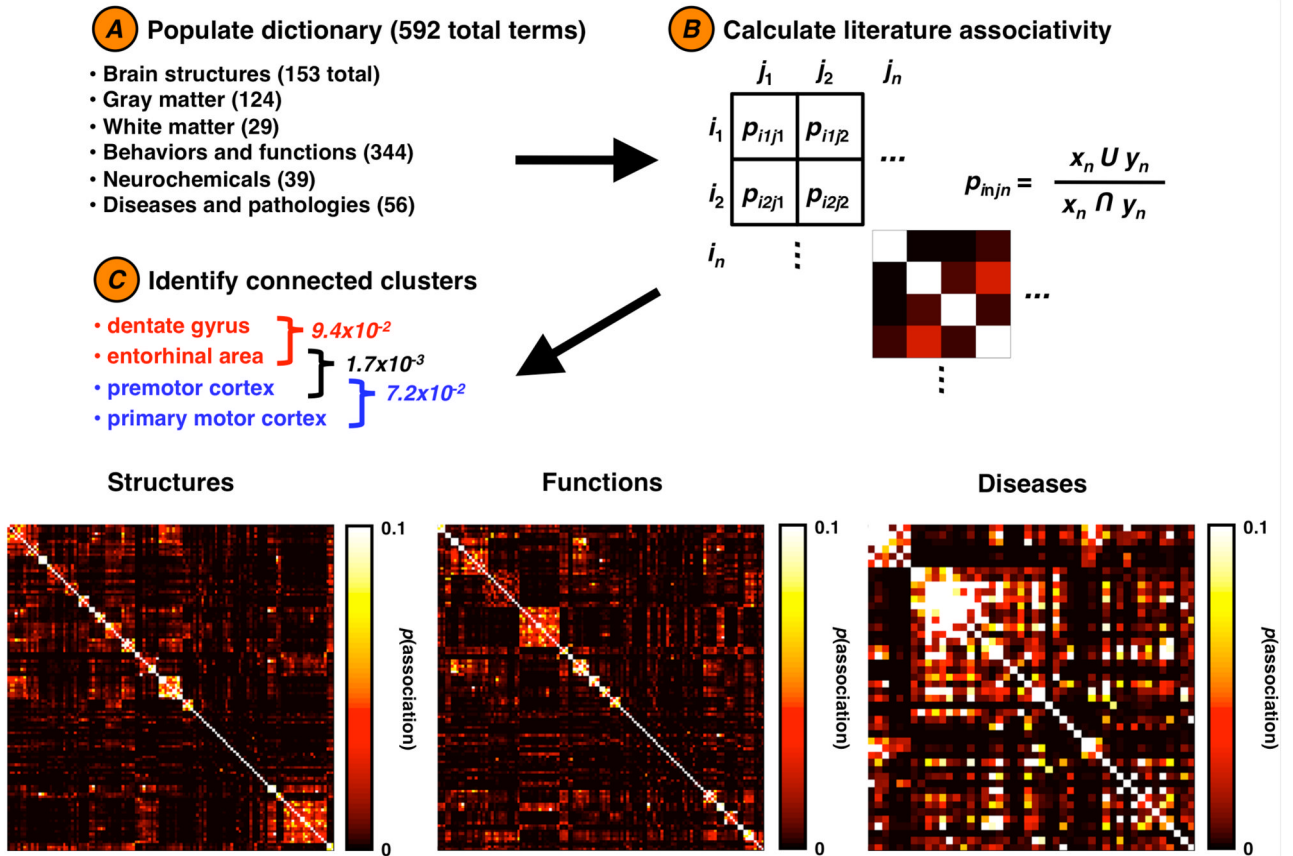 A Populate dictionary (592 total terms)
• Brain structures (153 total)
• Gray matter (124)
• White matter (29)
• Behaviors and functions (344)
• Neurochemicals (39)
• Diseases and pathologies (56)
B Calculate literature associativity
j1 j2 jn
i1 pi1j1 pi1j2 ...
i2 pi2j1 pi2j2
in ⋮
pinjn = xn U yn
xn ∩ yn
...
⋮
C Identify connected clusters
• dentate gyrus
9.4x10-2
• entorhinal area
1.7x10-3
• premotor cortex
7.2x10-2
• primary motor cortex
Structures
0.1
p(association)
0
Functions
0.1
p(association)
0
Diseases
0.1
p(association)
0